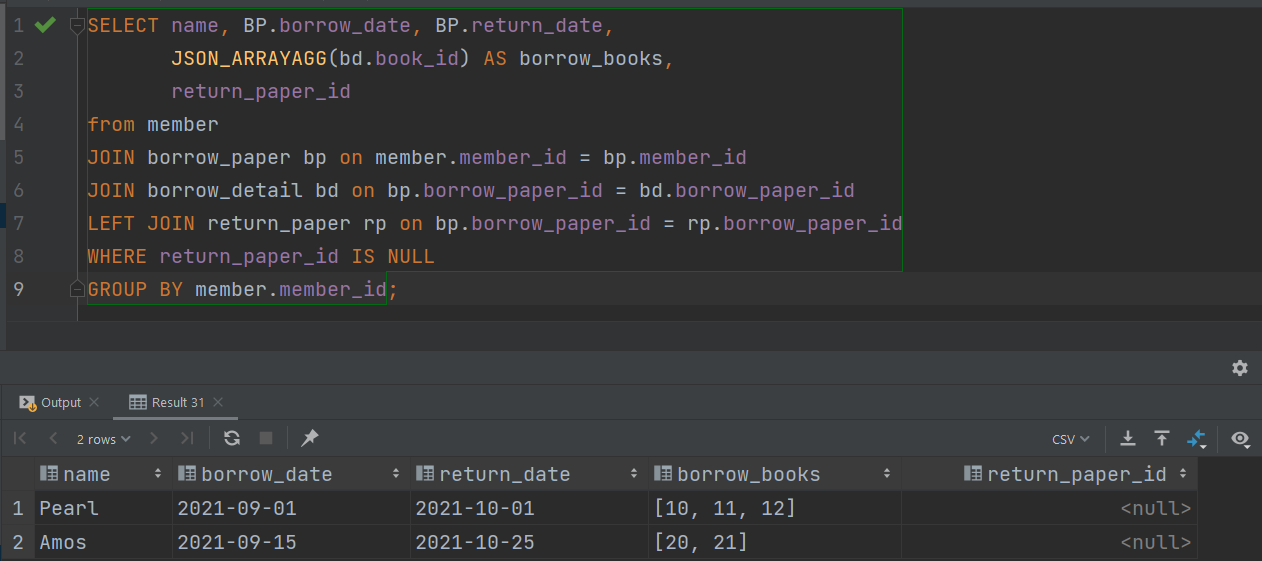 1 SELECT name, BP.borrow_date, BP.return_date,
2 JSON_ARRAYAGG(bd.book_id) AS borrow_books,
3 return_paper_id
4 from member
5 JOIN borrow_paper bp on member.member_id = bp.member_id
6 JOIN borrow_detail bd on bp.borrow_paper_id = bd.borrow_paper_id
7 LEFT JOIN return_paper rp on bp.borrow_paper_id = rp.borrow_paper_id
8 WHERE return_paper_id IS NULL
9 GROUP BY member.member_id;
Output Result 31
2 rows CSV
name borrow_date return_date borrow_books return_paper_id
1 Pearl 2021-09-01 2021-10-01 [10, 11, 12] <null>
2 Amos 2021-09-15 2021-10-25 [20, 21] <null>